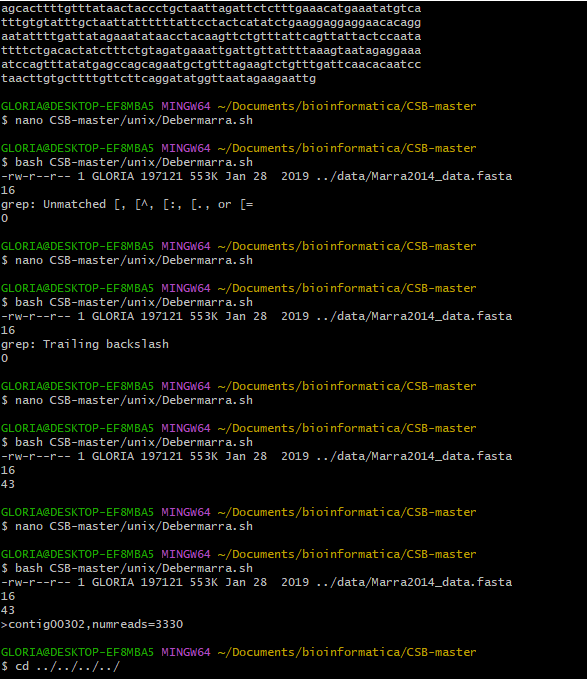 agcacttttgtttataactaccctgctaattagattctctttgagaaacatgaaatatgtca
tttgtgtatttgctaattatttttttattcctactcatatctgaaggaggaggaacacagg
aatattttgattatagaaatataacctacaagttctgtttattcagttattactccaata
ttttctgacactatctttctgtagatgaaattgattgttattttaaagtaatagaggaaa
atccagtttatatgagccagcagaatgctgtttagaagtctgtttgattcaacacaatcc
taacttgtgcttttgttcttcaggatatggttaatagaagaattg
GLORIA@DESKTOP-EF8MBA5 MINGW64 ~/Documents/bioinformatica/CSB-master
$ nano CSB-master/unix/Debermarra.sh
GLORIA@DESKTOP-EF8MBA5 MINGW64 ~/Documents/bioinformatica/CSB-master
$ bash CSB-master/unix/Debermarra.sh
-rw-r--r-- 1 GLORIA 197121 553K Jan 28  2019 ../data/Marra2014_data.fasta
16
grep: Unmatched [, [^, [:, [., or [=
0
GLORIA@DESKTOP-EF8MBA5 MINGW64 ~/Documents/bioinformatica/CSB-master
$ nano CSB-master/unix/Debermarra.sh
GLORIA@DESKTOP-EF8MBA5 MINGW64 ~/Documents/bioinformatica/CSB-master
$ bash CSB-master/unix/Debermarra.sh
-rw-r--r-- 1 GLORIA 197121 553K Jan 28  2019 ../data/Marra2014_data.fasta
16
grep: Trailing backslash
0
GLORIA@DESKTOP-EF8MBA5 MINGW64 ~/Documents/bioinformatica/CSB-master
$ nano CSB-master/unix/Debermarra.sh
GLORIA@DESKTOP-EF8MBA5 MINGW64 ~/Documents/bioinformatica/CSB-master
$ bash CSB-master/unix/Debermarra.sh
-rw-r--r-- 1 GLORIA 197121 553K Jan 28  2019 ../data/Marra2014_data.fasta
16
43
GLORIA@DESKTOP-EF8MBA5 MINGW64 ~/Documents/bioinformatica/CSB-master
$ nano CSB-master/unix/Debermarra.sh
GLORIA@DESKTOP-EF8MBA5 MINGW64 ~/Documents/bioinformatica/CSB-master
$ bash CSB-master/unix/Debermarra.sh
-rw-r--r-- 1 GLORIA 197121 553K Jan 28  2019 ../data/Marra2014_data.fasta
16
43
>contig00302,numreads=3330
GLORIA@DESKTOP-EF8MBA5 MINGW64 ~/Documents/bioinformatica/CSB-master
$ cd ../../../../